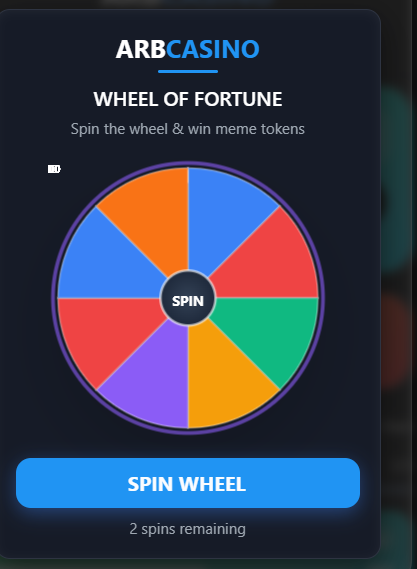 ARBCASINO
WHEEL OF FORTUNE
Spin the wheel & win meme tokens
SPIN
SPIN WHEEL
2 spins remaining